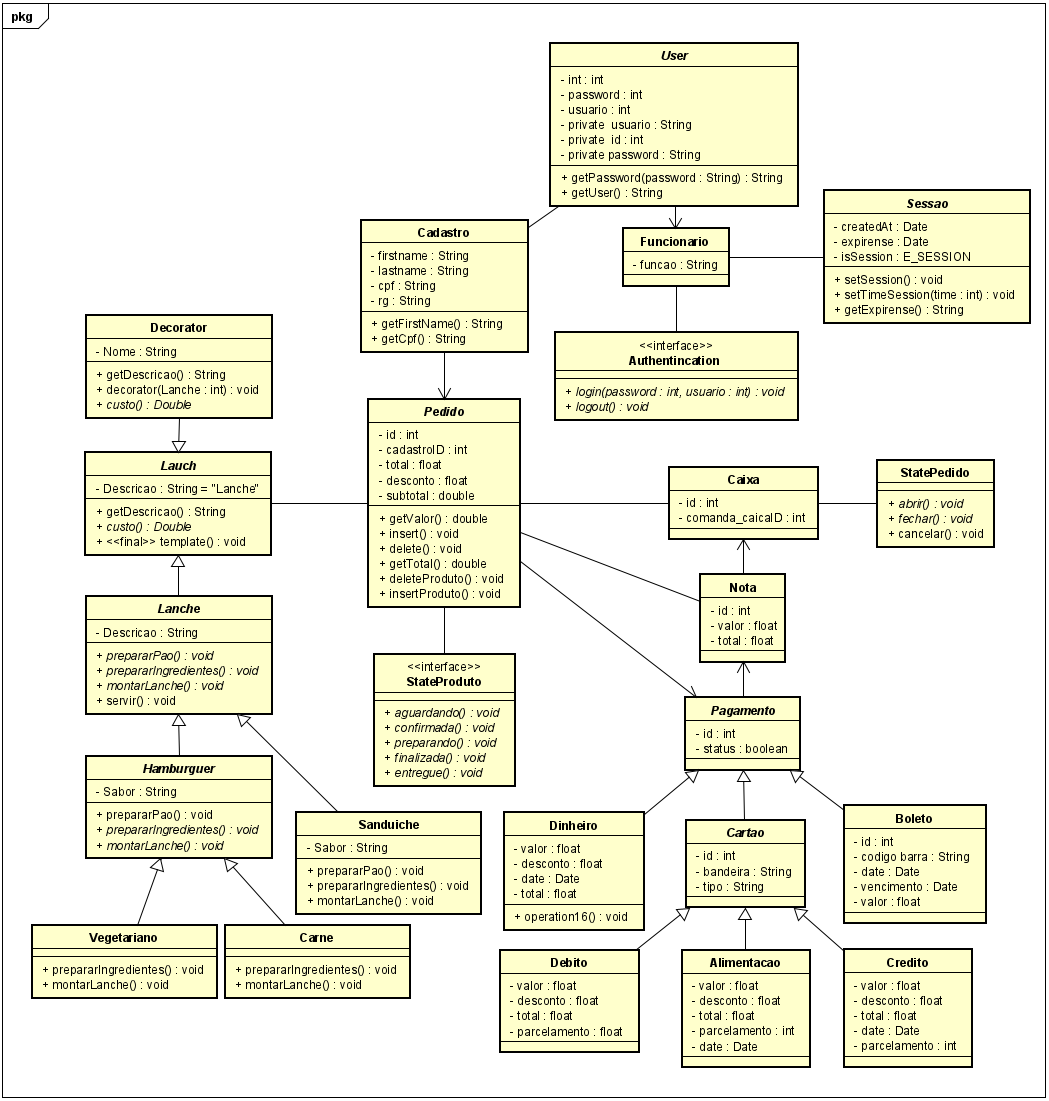 pkg
User
- int : int
- password : int
- usuario : int
- private  usuario : String
- private  id : int
- private password : String
+ getPassword(password : String) : String
+ getUser() : String
Sessao
- createdAt : Date
- expirense : Date
- isSession : E_SESSION
+ setSession() : void
+ setTimeSession(time : int) : void
+ getExpirense() : String
Cadastro
- firstname : String
- lastname : String
- cpf : String
- rg : String
+ getFirstName() : String
+ getCpf() : String
Funcionario
- funcao : String
<<interface>>
Authentincation
+ login(password : int, usuario : int) : void
+ logout() : void
Decorator
- Nome : String
+ getDescricao() : String
+ decorator(Lanche : int) : void
+ custo() : Double
Pedido
- id : int
- cadastroID : int
- total : float
- desconto : float
- subtotal : double
+ getValor() : double
+ insert() : void
+ delete() : void
+ getTotal() : double
+ deleteProduto() : void
+ insertProduto() : void
Lauch
- Descricao : String = "Lanche"
+ getDescricao() : String
+ custo() : Double
+ <<final>> template() : void
Caixa
- id : int
- comanda_caicaID : int
StatePedido
+ abrir() : void
+ fechar() : void
+ cancelar() : void
Nota
- id : int
- valor : float
- total : float
Lanche
- Descricao : String
+ prepararPao() : void
+ prepararIngredientes() : void
+ montarLanche() : void
+ servir() : void
<<interface>>
StateProduto
+ aguardando() : void
+ confirmada() : void
+ preparando() : void
+ finalizada() : void
+ entregue() : void
Pagamento
- id : int
- status : boolean
Hamburguer
- Sabor : String
+ prepararPao() : void
+ prepararIngredientes() : void
+ montarLanche() : void
Sanduiche
- Sabor : String
+ prepararPao() : void
+ prepararIngredientes() : void
+ montarLanche() : void
Dinheiro
- valor : float
- desconto : float
- date : Date
- total : float
+ operation16() : void
Cartao
- id : int
- bandeira : String
- tipo : String
Boleto
- id : int
- codigo barra : String
- date : Date
- vencimento : Date
- valor : float
Vegetariano
+ prepararIngredientes() : void
+ montarLanche() : void
Carne
+ prepararIngredientes() : void
+ montarLanche() : void
Debito
- valor : float
- desconto : float
- total : float
- parcelamento : float
Alimentacao
- valor : float
- desconto : float
- total : float
- parcelamento : int
- date : Date
Credito
- valor : float
- desconto : float
- total : float
- date : Date
- parcelamento : int